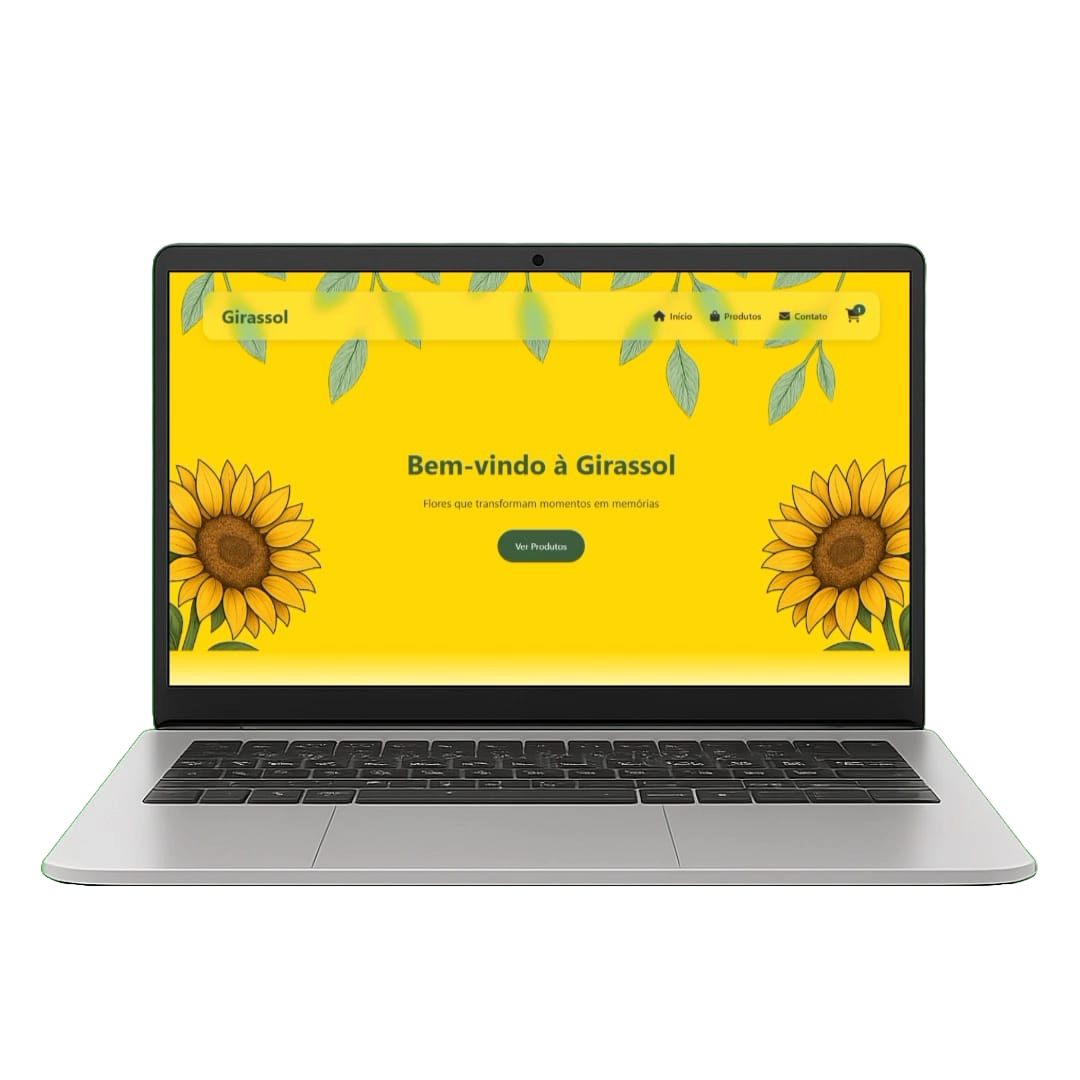 Girassol
Início Produtos Contato 1
Bem-vindo à Girassol
Flores que transformam momentos em memórias
Ver Produtos